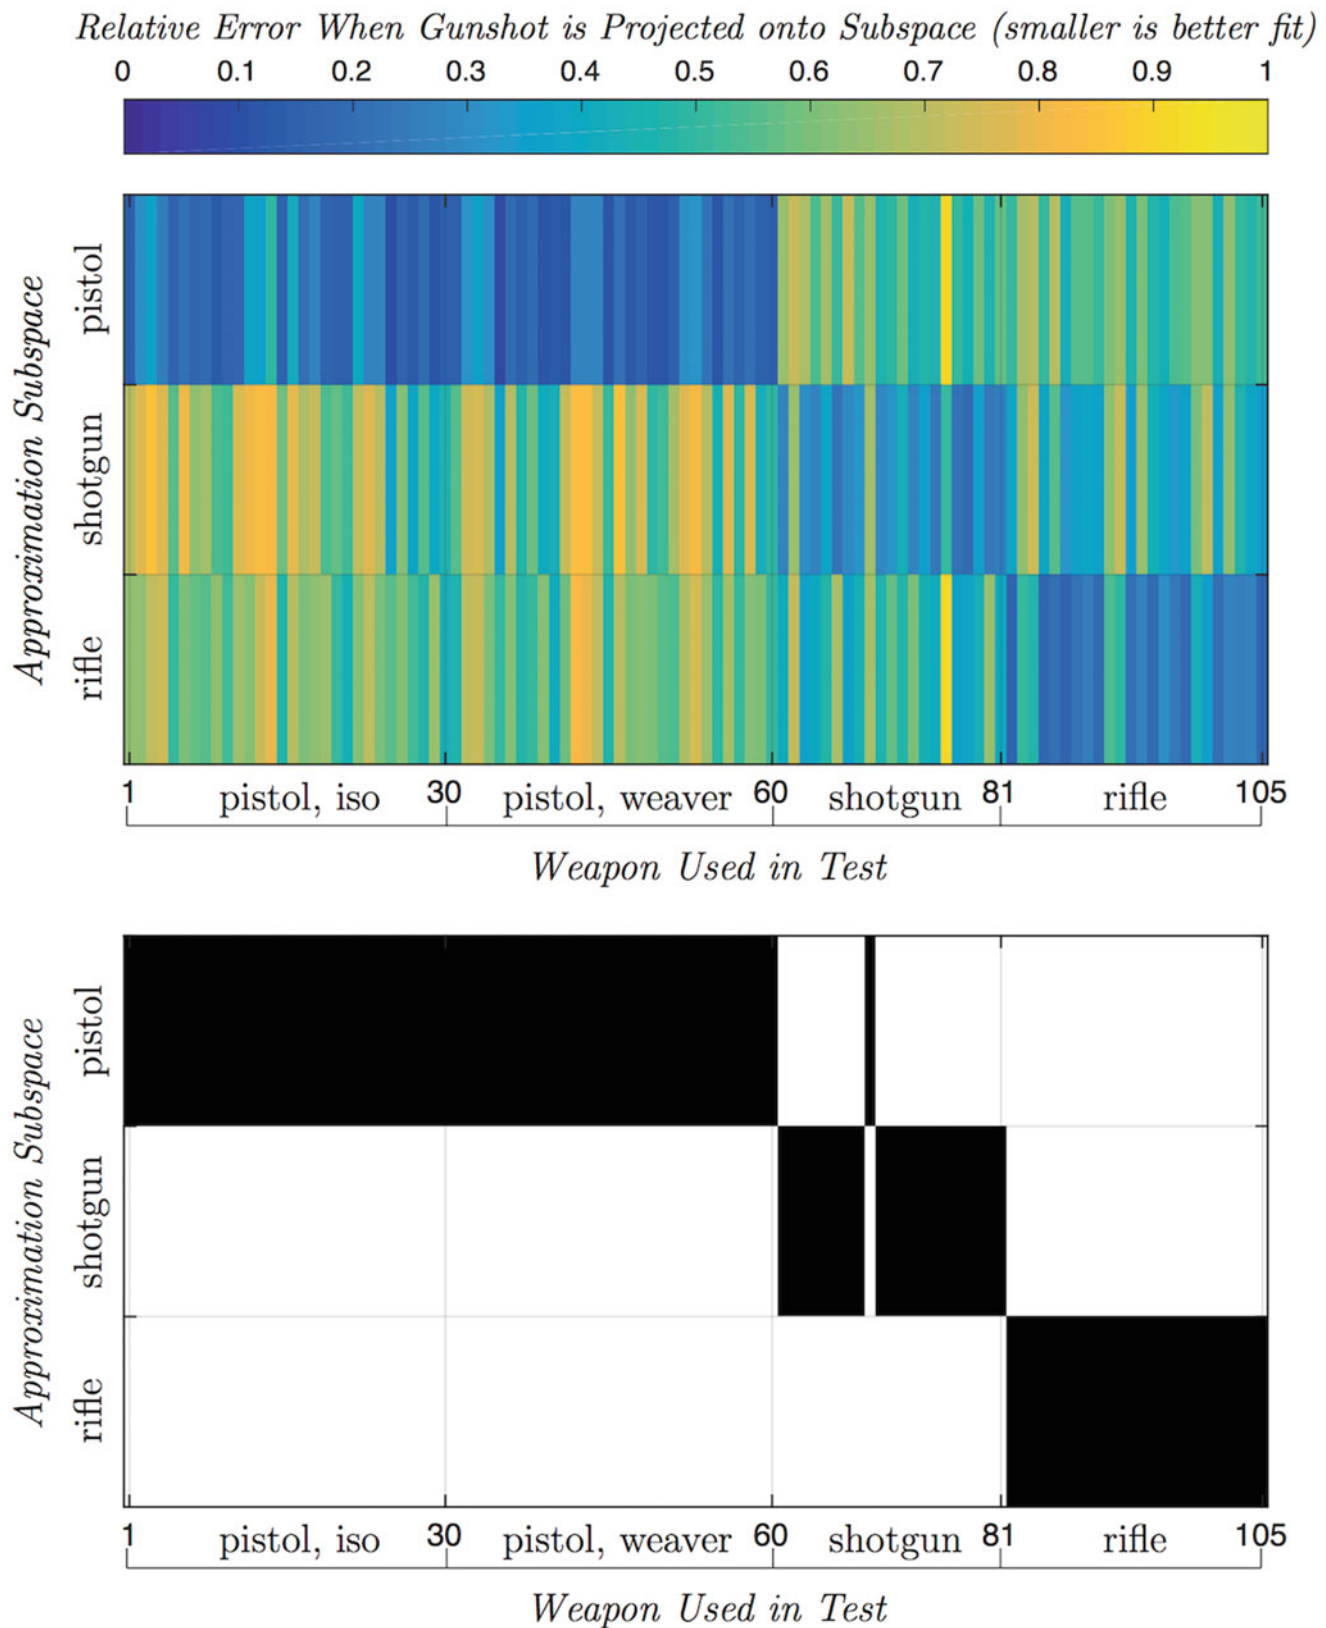 Relative Error When Gunshot is Projected onto Subspace (smaller is better fit)
0 0.1 0.2 0.3 0.4 0.5 0.6 0.7 0.8 0.9 1
Approximation Subspace
pistol
shotgun
rifle
1 pistol, iso 30 pistol, weaver 60 shotgun 81 rifle 105
Weapon Used in Test
Approximation Subspace
pistol
shotgun
rifle
1 pistol, iso 30 pistol, weaver 60 shotgun 81 rifle 105
Weapon Used in Test